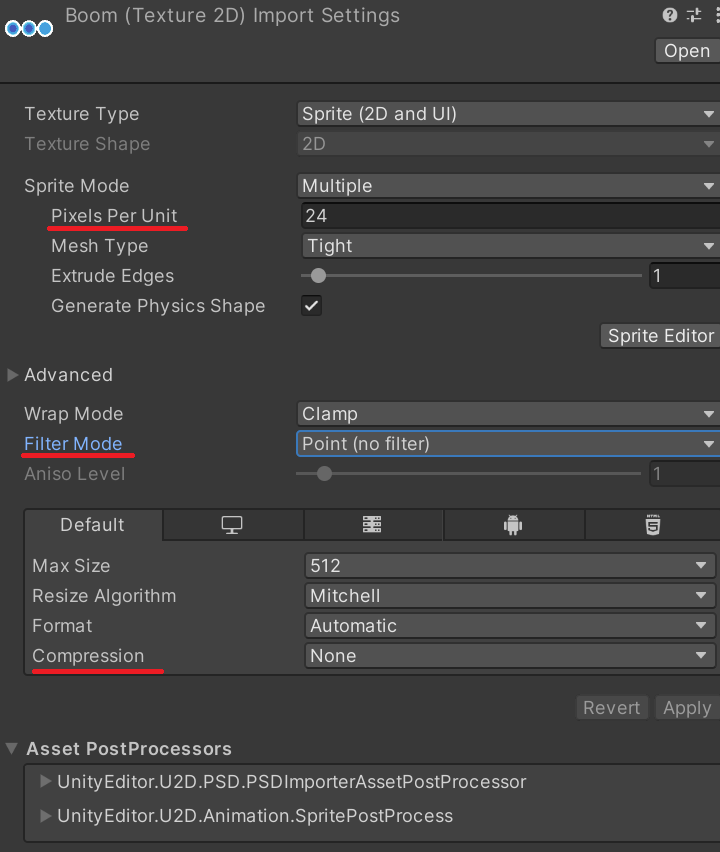 Boom (Texture 2D) Import Settings
Open
Texture Type Sprite (2D and UI)
Texture Shape 2D
Sprite Mode Multiple
Pixels Per Unit 24
Mesh Type Tight
Extrude Edges 1
Generate Physics Shape
Sprite Editor
Advanced
Wrap Mode Clamp
Filter Mode Point (no filter)
Aniso Level 1
Default
Max Size 512
Resize Algorithm Mitchell
Format Automatic
Compression None
Revert Apply
Asset PostProcessors
UnityEditor.U2D.PSD.PSDImporterAssetPostProcessor
UnityEditor.U2D.Animation.SpritePostProcess